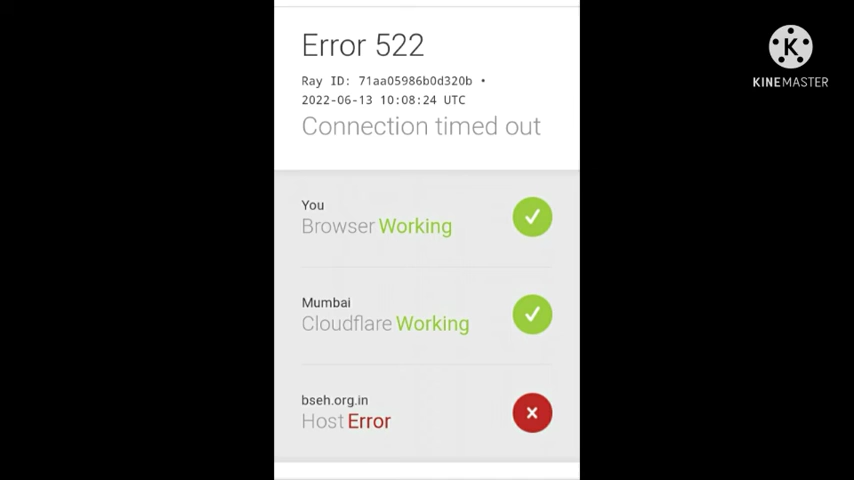 Error 522
Ray ID: 71aa05986b0d320b •
2022-06-13 10:08:24 UTC
Connection timed out
You
Browser Working
Mumbai
Cloudflare Working
bseh.org.in
Host Error
K
KINEMASTER